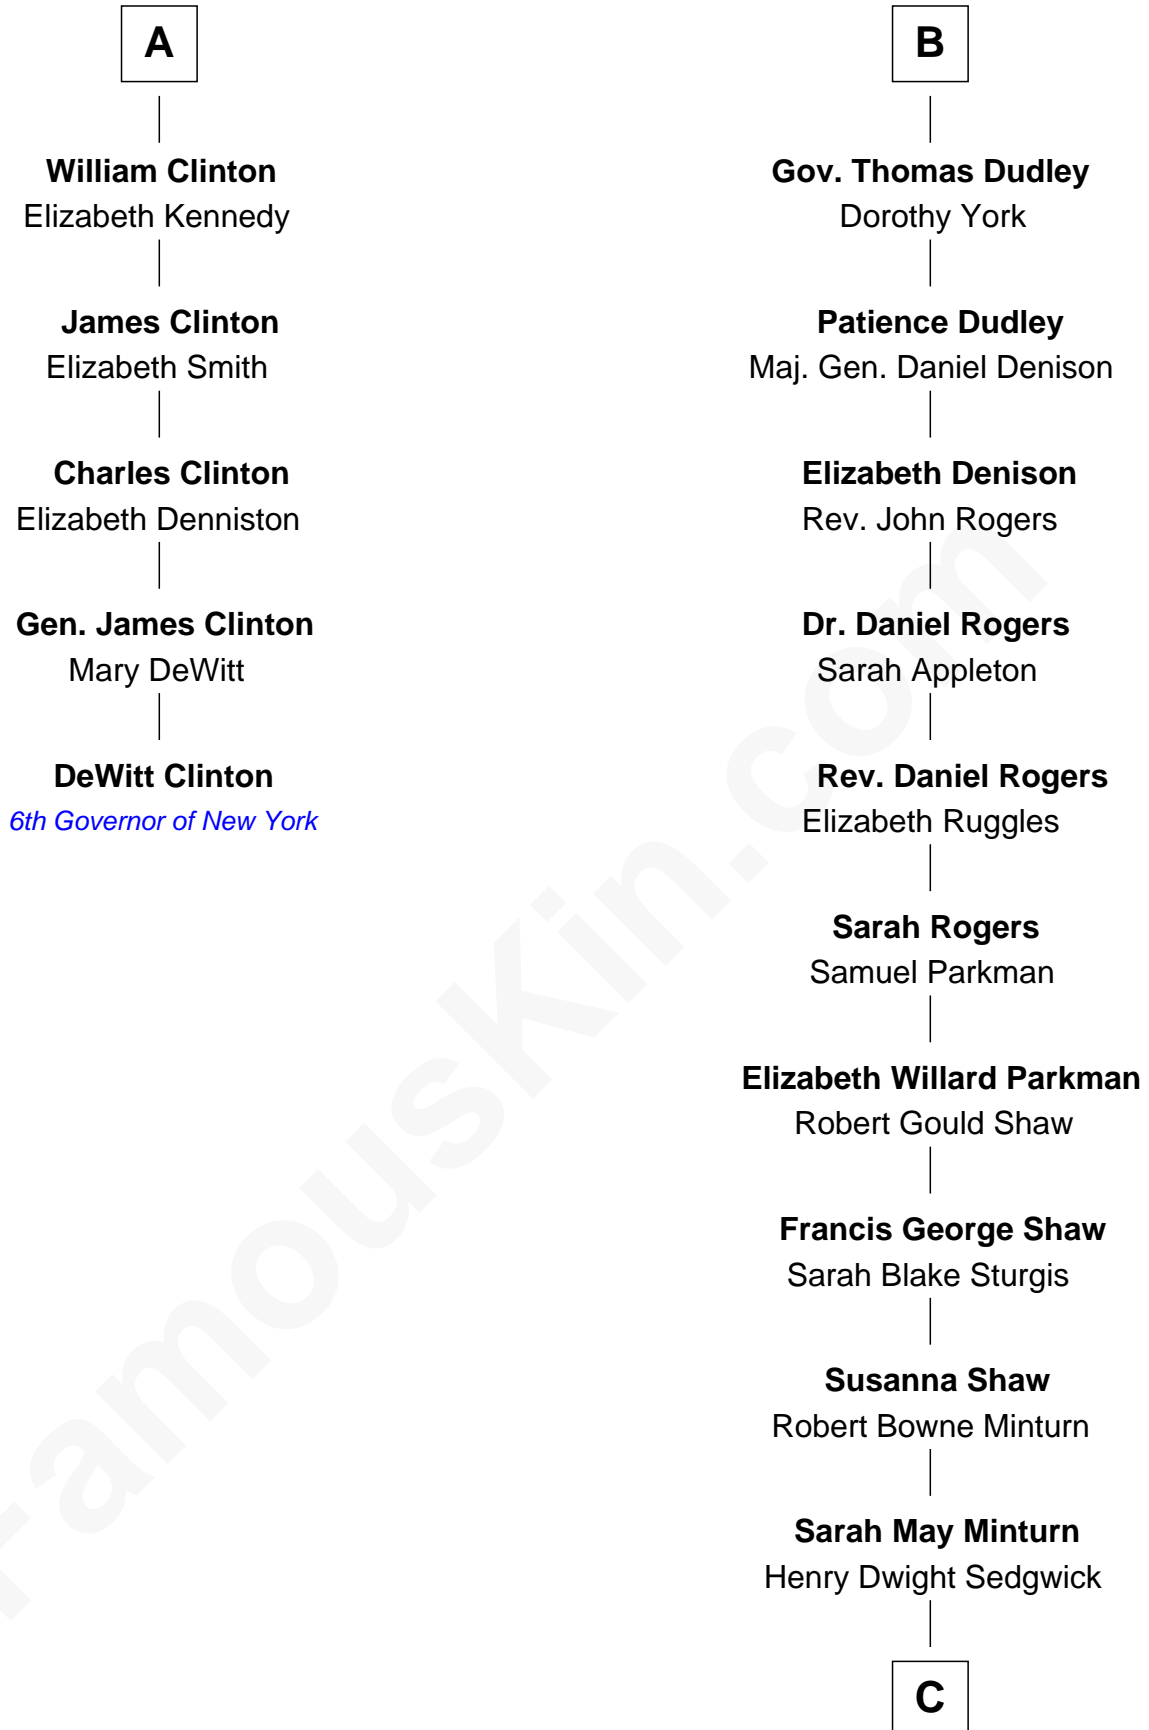 A
William Clinton
Elizabeth Kennedy
James Clinton
Elizabeth Smith
Charles Clinton
Elizabeth Denniston
Gen. James Clinton
Mary DeWitt
DeWitt Clinton
6th Governor of New York
B
Gov. Thomas Dudley
Dorothy York
Patience Dudley
Maj. Gen. Daniel Denison
Elizabeth Denison
Rev. John Rogers
Dr. Daniel Rogers
Sarah Appleton
Rev. Daniel Rogers
Elizabeth Ruggles
Sarah Rogers
Samuel Parkman
Elizabeth Willard Parkman
Robert Gould Shaw
Francis George Shaw
Sarah Blake Sturgis
Susanna Shaw
Robert Bowne Minturn
Sarah May Minturn
Henry Dwight Sedgwick
C
FamousKin.com